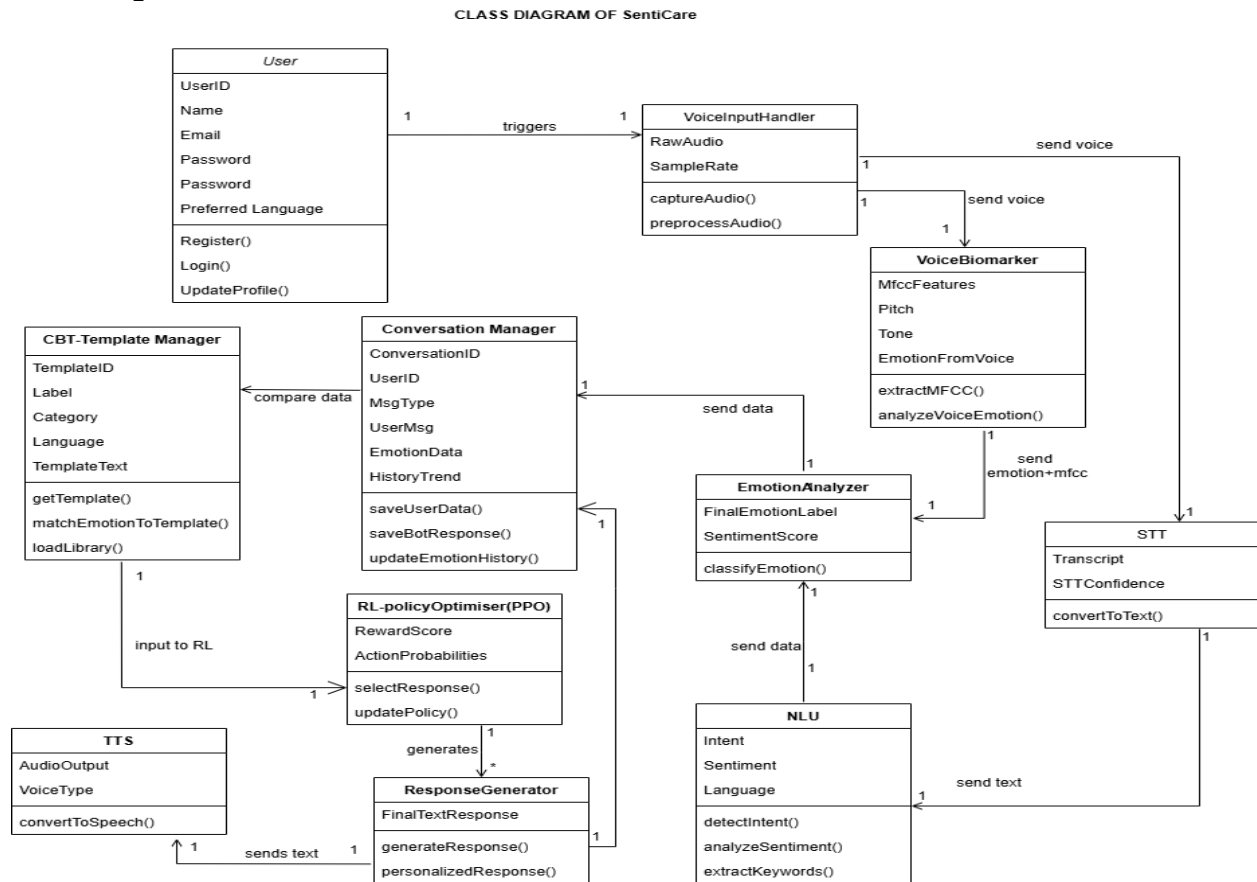 CLASS DIAGRAM OF SentiCare
User
UserID
Name
Email
Password
Password
Preferred Language
Register()
Login()
UpdateProfile()
1
triggers
1
VoiceInputHandler
RawAudio
SampleRate
captureAudio()
preprocessAudio()
1
send voice
1
send voice
1
VoiceBiomarker
MfccFeatures
Pitch
Tone
EmotionFromVoice
extractMFCC()
analyzeVoiceEmotion()
1
send
emotion+mfcc
1
CBT-Template Manager
TemplateID
Label
Category
Language
TemplateText
getTemplate()
matchEmotionToTemplate()
loadLibrary()
1
compare data
Conversation Manager
ConversationID
UserID
MsgType
UserMsg
EmotionData
HistoryTrend
saveUserData()
saveBotResponse()
updateEmotionHistory()
1
send data
1
1
EmotionAnalyzer
FinalEmotionLabel
SentimentScore
classifyEmotion()
1
send data
1
1
STT
Transcript
STTConfidence
convertToText()
1
input to RL
1
RL-policyOptimiser(PPO)
RewardScore
ActionProbabilities
selectResponse()
updatePolicy()
1
generates
*
NLU
Intent
Sentiment
Language
detectIntent()
analyzeSentiment()
extractKeywords()
1
send text
TTS
AudioOutput
VoiceType
convertToSpeech()
1
sends text
1
ResponseGenerator
FinalTextResponse
generateResponse()
personalizedResponse()
1